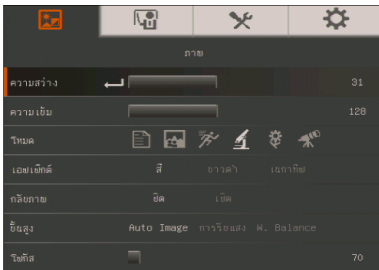 ภาพ
ความสว่าง 31
ความเข้ม 128
โหมด
เอฟเฟ็กต์ สี ขาวดำ เนกาทีฟ
กลับภาพ ปิด เปิด
ขั้นสูง Auto Image การรับแสง W. Balance
โฟกัส 70